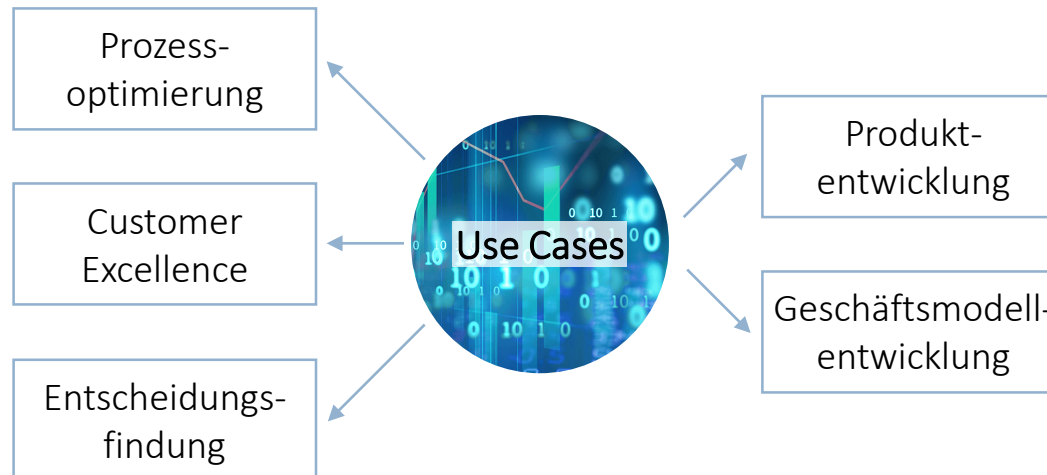 Prozess-
optimierung
Customer
Excellence
Entscheidungs-
findung
Use Cases
Produkt-
entwicklung
Geschäftsmodell-
entwicklung